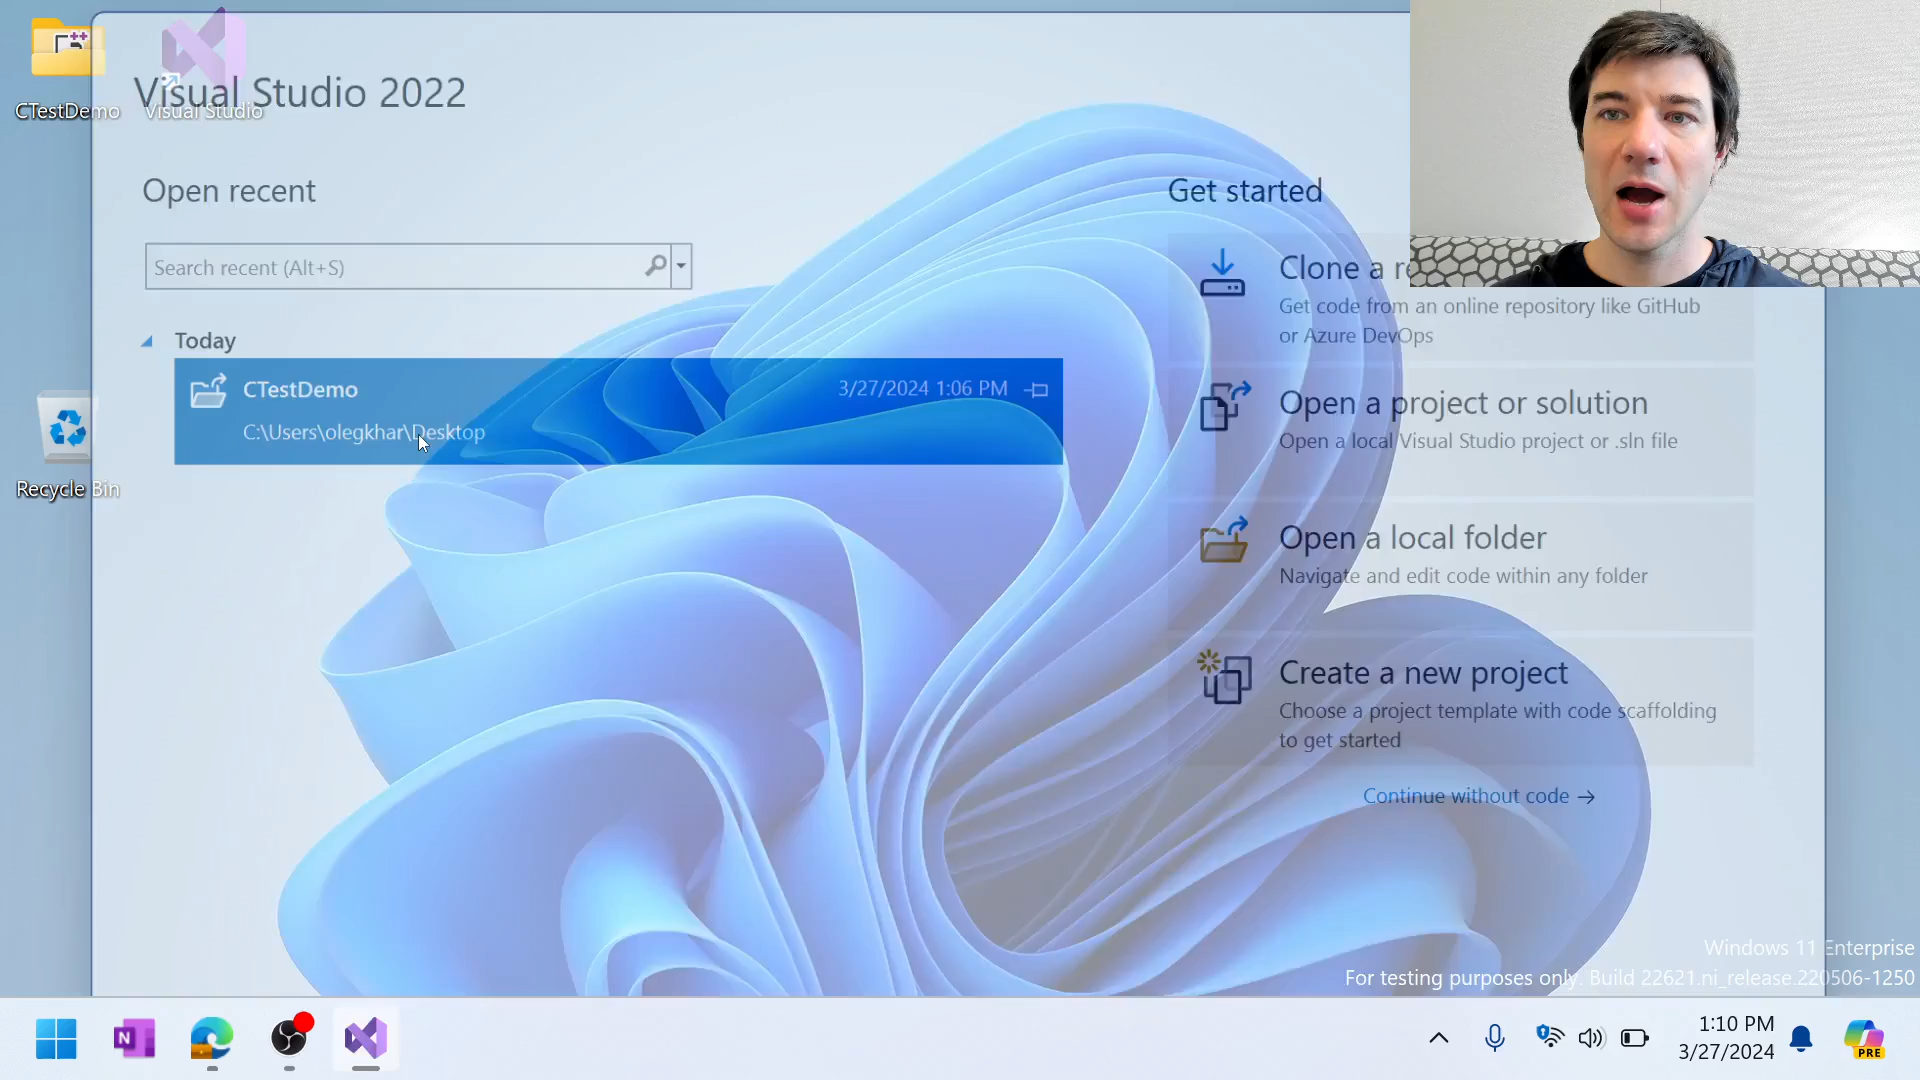 CTestDemo
Visual Studio
Recycle Bin
Visual Studio 2022
Open recent
Search recent (Alt+S)
Today
CTestDemo
3/27/2024 1:06 PM
C:\Users\olegkhar\Desktop
Get started
Clone a re
Get code from an online repository like GitHub
or Azure DevOps
Open a project or solution
Open a local Visual Studio project or .sln file
Open a local folder
Navigate and edit code within any folder
Create a new project
Choose a project template with code scaffolding
to get started
Continue without code →
Windows 11 Enterprise
For testing purposes only. Build 22621.ni_release.220506-1250
N
1:10 PM
3/27/2024
PRE